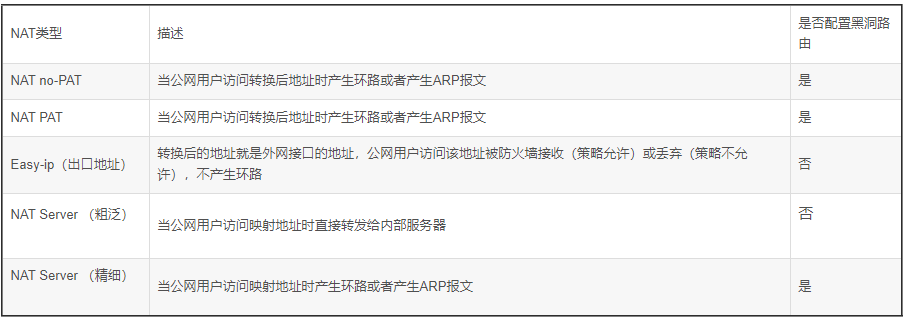 NAT类型 描述 是否配置黑洞路
由
NAT no-PAT 当公网用户访问转换后地址时产生环路或者产生ARP报文 是
NAT PAT 当公网用户访问转换后地址时产生环路或者产生ARP报文 是
Easy-ip（出口地址） 转换后的地址就是外网接口的地址，公网用户访问该地址被防火墙接收（策略允许）或丢弃（策略不允
许），不产生环路 否
NAT Server （粗泛） 当公网用户访问映射地址时直接转发给内部服务器 否
NAT Server （精细） 当公网用户访问映射地址时产生环路或者产生ARP报文 是